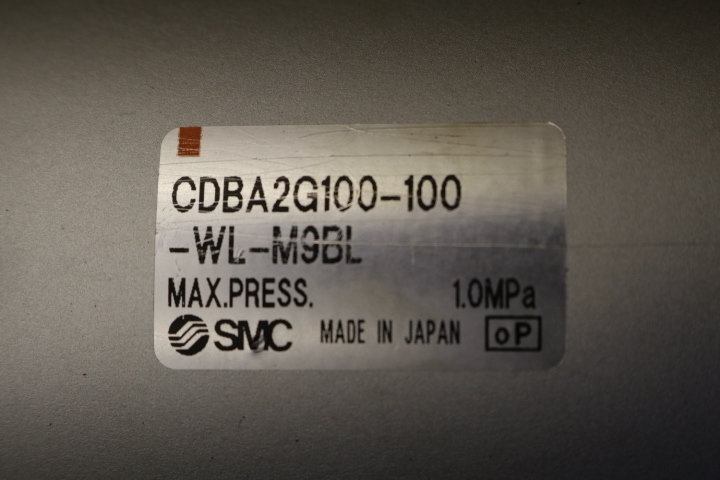 CDBA2G100-100
-WL-M9BL
MAX.PRESS. 1.0MPa
SMC MADE IN JAPAN oP